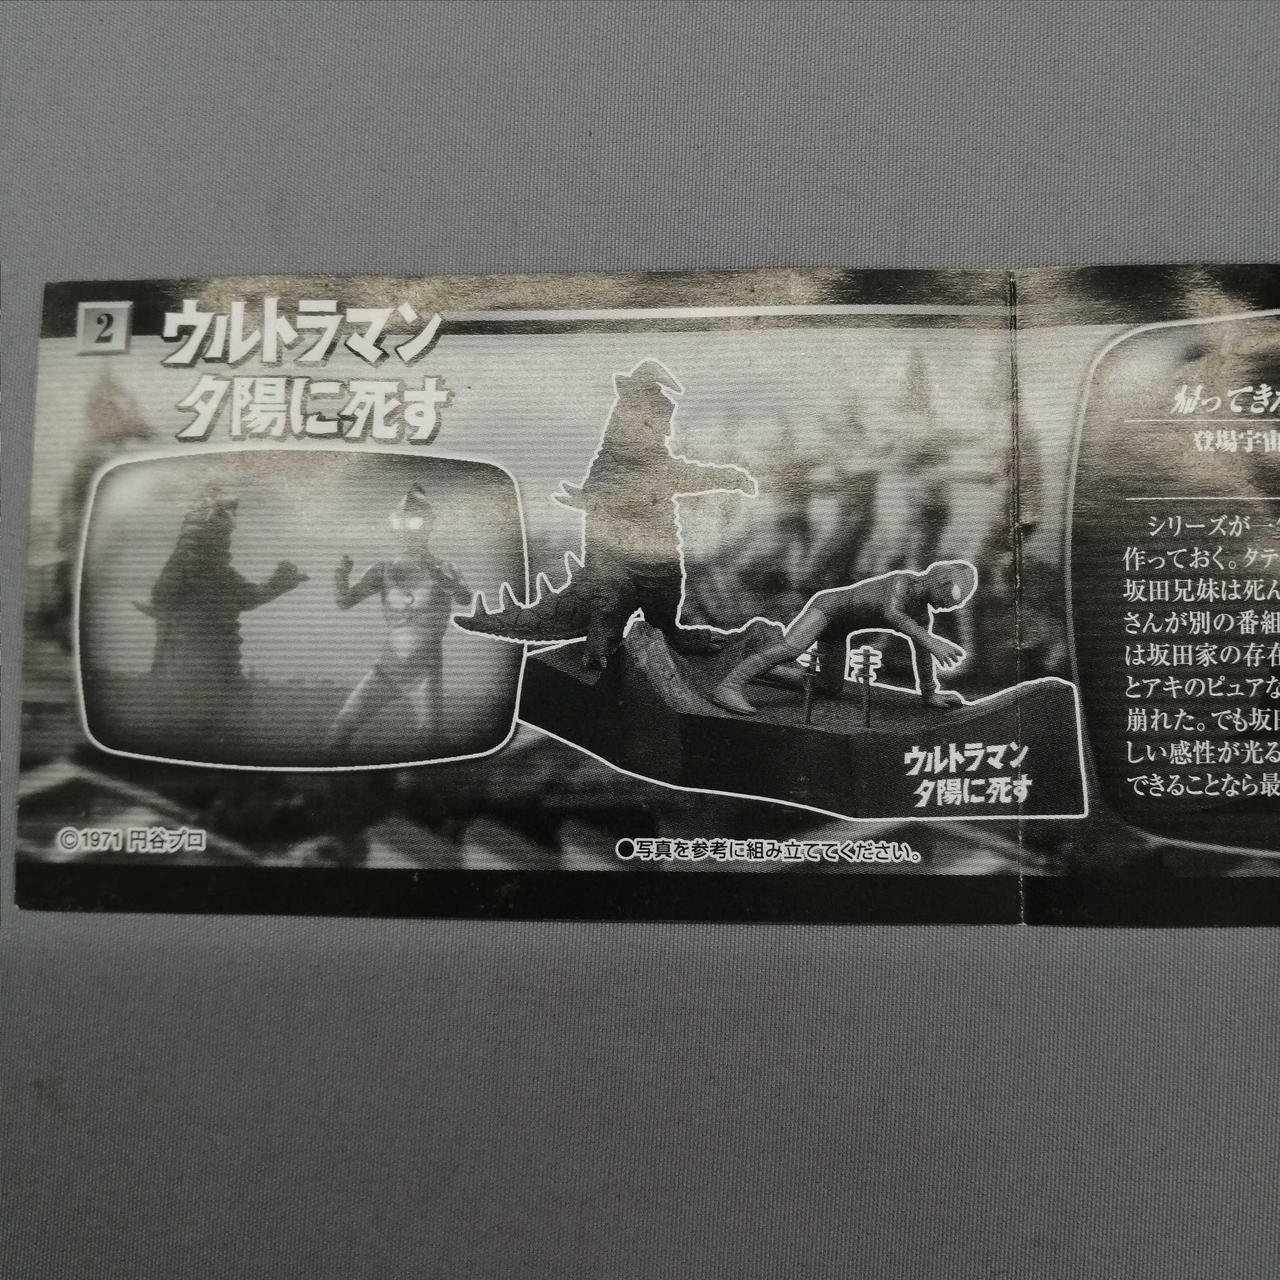 2
ウルトラマン
夕陽に死す
ウルトラマン
夕陽に死す
©1971 円谷プロ
●写真を参考に組み立ててください。
帰ってきた
登場宇宙
シリーズが一
作っておく。タテ
坂田兄妹は死ん
さんが別の番組
は坂田家の存在
とアキのピュアな
崩れた。でも坂田
しい感性が光る
できることなら最